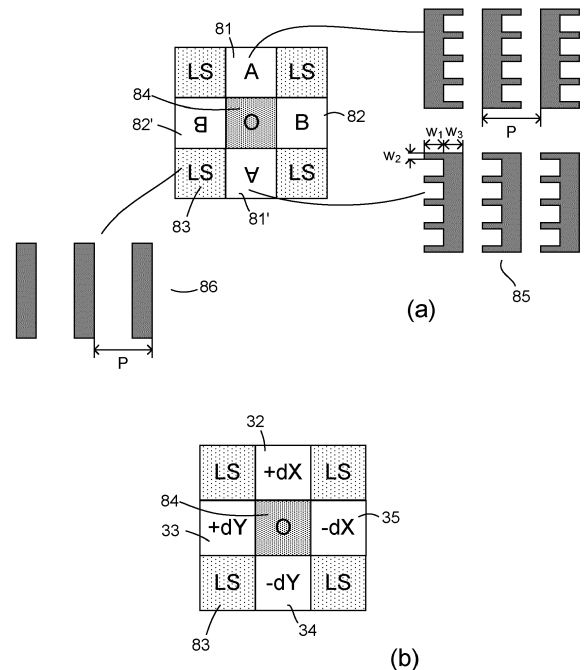 81
LS A LS
84
82' B O B 82
LS A LS
83
81'
P
W₁ W₃
W₂
85
86
P
(a)
32
LS +dX LS
84
33 +dY O -dX 35
LS -dY LS
83
34
(b)